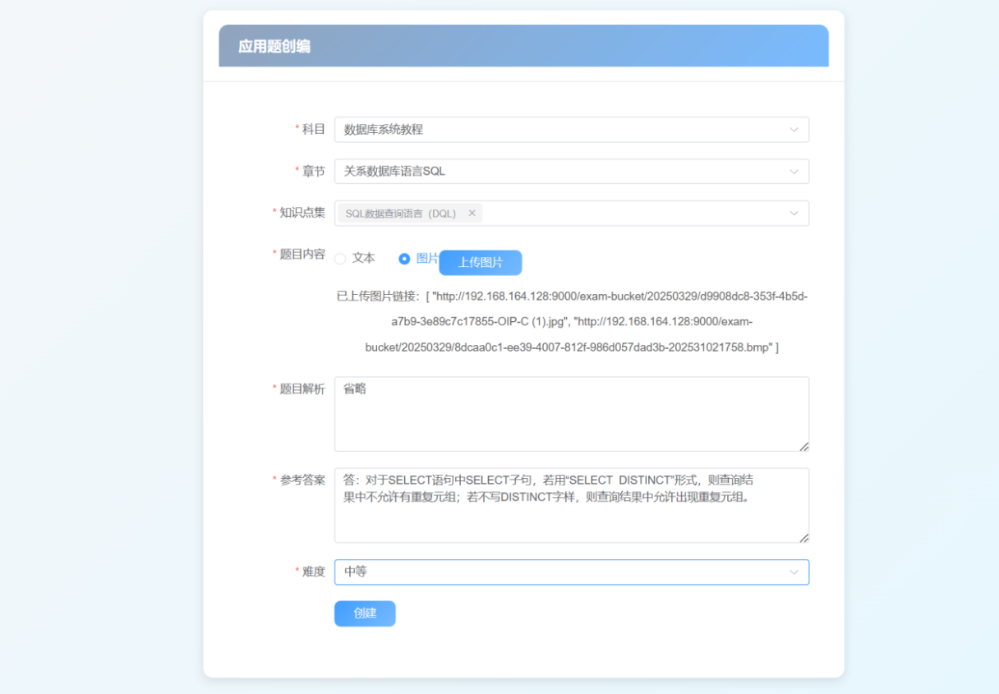 应用题创编
* 科目 数据库系统教程
* 章节 关系数据库语言SQL
* 知识点集 SQL数据查询语言（DQL） ×
* 题目内容 文本 图片 上传图片
已上传图片链接：[ "http://192.168.164.128:9000/exam-bucket/20250329/d9908dc8-353f-4b5d-
a7b9-3e89c7c17855-OIP-C (1).jpg", "http://192.168.164.128:9000/exam-
bucket/20250329/8dcaa0c1-ee39-4007-812f-986d057dad3b-202531021758.bmp" ]
* 题目解析 省略
* 参考答案 答：对于SELECT语句中SELECT子句，若用“SELECT DISTINCT”形式，则查询结
果中不允许有重复元组；若不写DISTINCT字样，则查询结果中允许出现重复元组。
* 难度 中等
创建